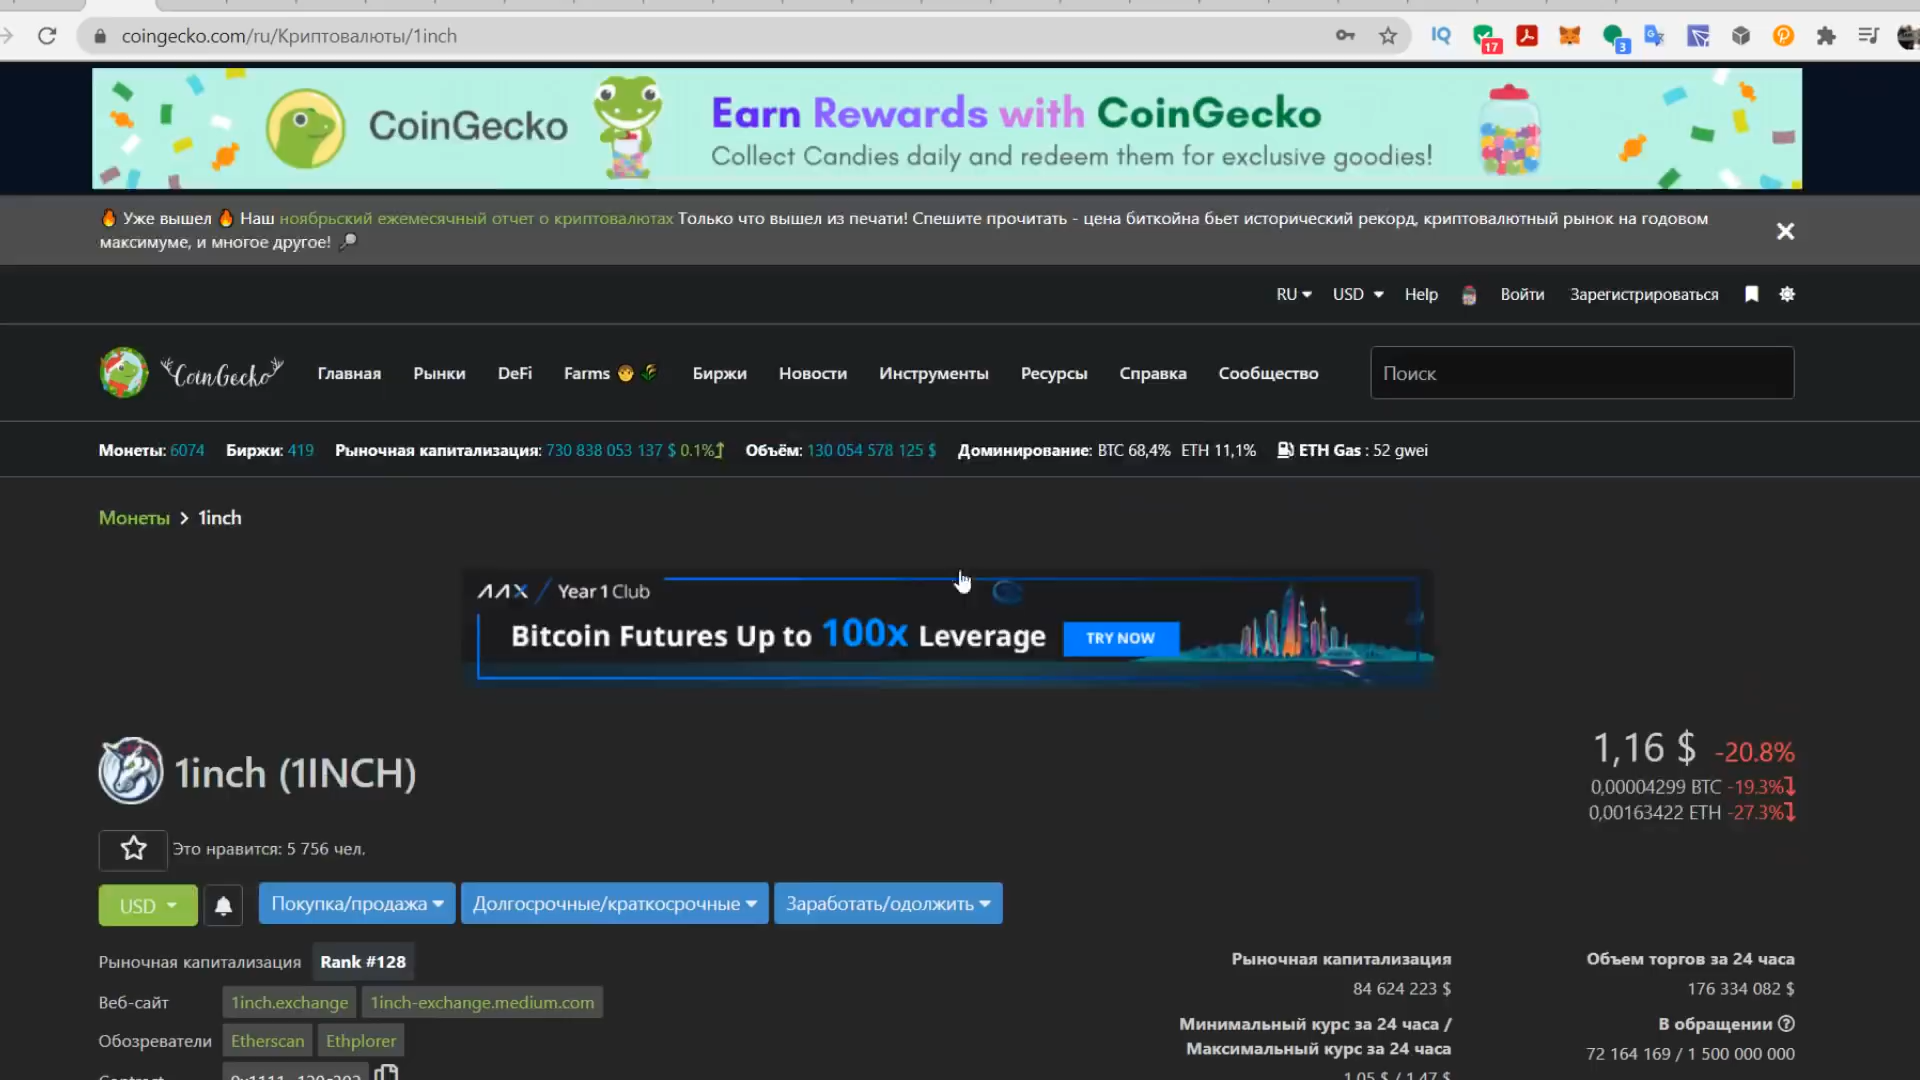 coingecko.com/ru/Криптовалюты/1inch
IQ
17
3
CoinGecko
Earn Rewards with CoinGecko
Collect Candies daily and redeem them for exclusive goodies!
Уже вышел Наш ноябрьский ежемесячный отчет о криптовалютах Только что вышел из печати! Спешите прочитать - цена биткойна бьет исторический рекорд, криптовалютный рынок на годовом
максимуме, и многое другое!
RU USD Help Войти Зарегистрироваться
CoinGecko Главная Рынки DeFi Farms Биржи Новости Инструменты Ресурсы Справка Сообщество Поиск
Монеты: 6074 Биржи: 419 Рыночная капитализация: 730 838 053 137 $ 0.1% Объём: 130 054 578 125 $ Доминирование: BTC 68,4% ETH 11,1% ETH Gas : 52 gwei
Монеты > 1inch
AAX / Year 1 Club
Bitcoin Futures Up to 100x Leverage TRY NOW
1inch (1INCH)
1,16 $ -20.8%
0,00004299 BTC -19.3%
0,00163422 ETH -27.3%
Это нравится: 5 756 чел.
USD Покупка/продажа Долгосрочные/краткосрочные Заработать/одолжить
Рыночная капитализация Rank #128
Веб-сайт 1inch.exchange 1inch-exchange.medium.com
Обозреватели Etherscan Ethplorer
Рыночная капитализация
84 624 223 $
Минимальный курс за 24 часа /
Максимальный курс за 24 часа
1,05 $ / 1,47 $
Объем торгов за 24 часа
176 334 082 $
В обращении
72 164 169 / 1 500 000 000